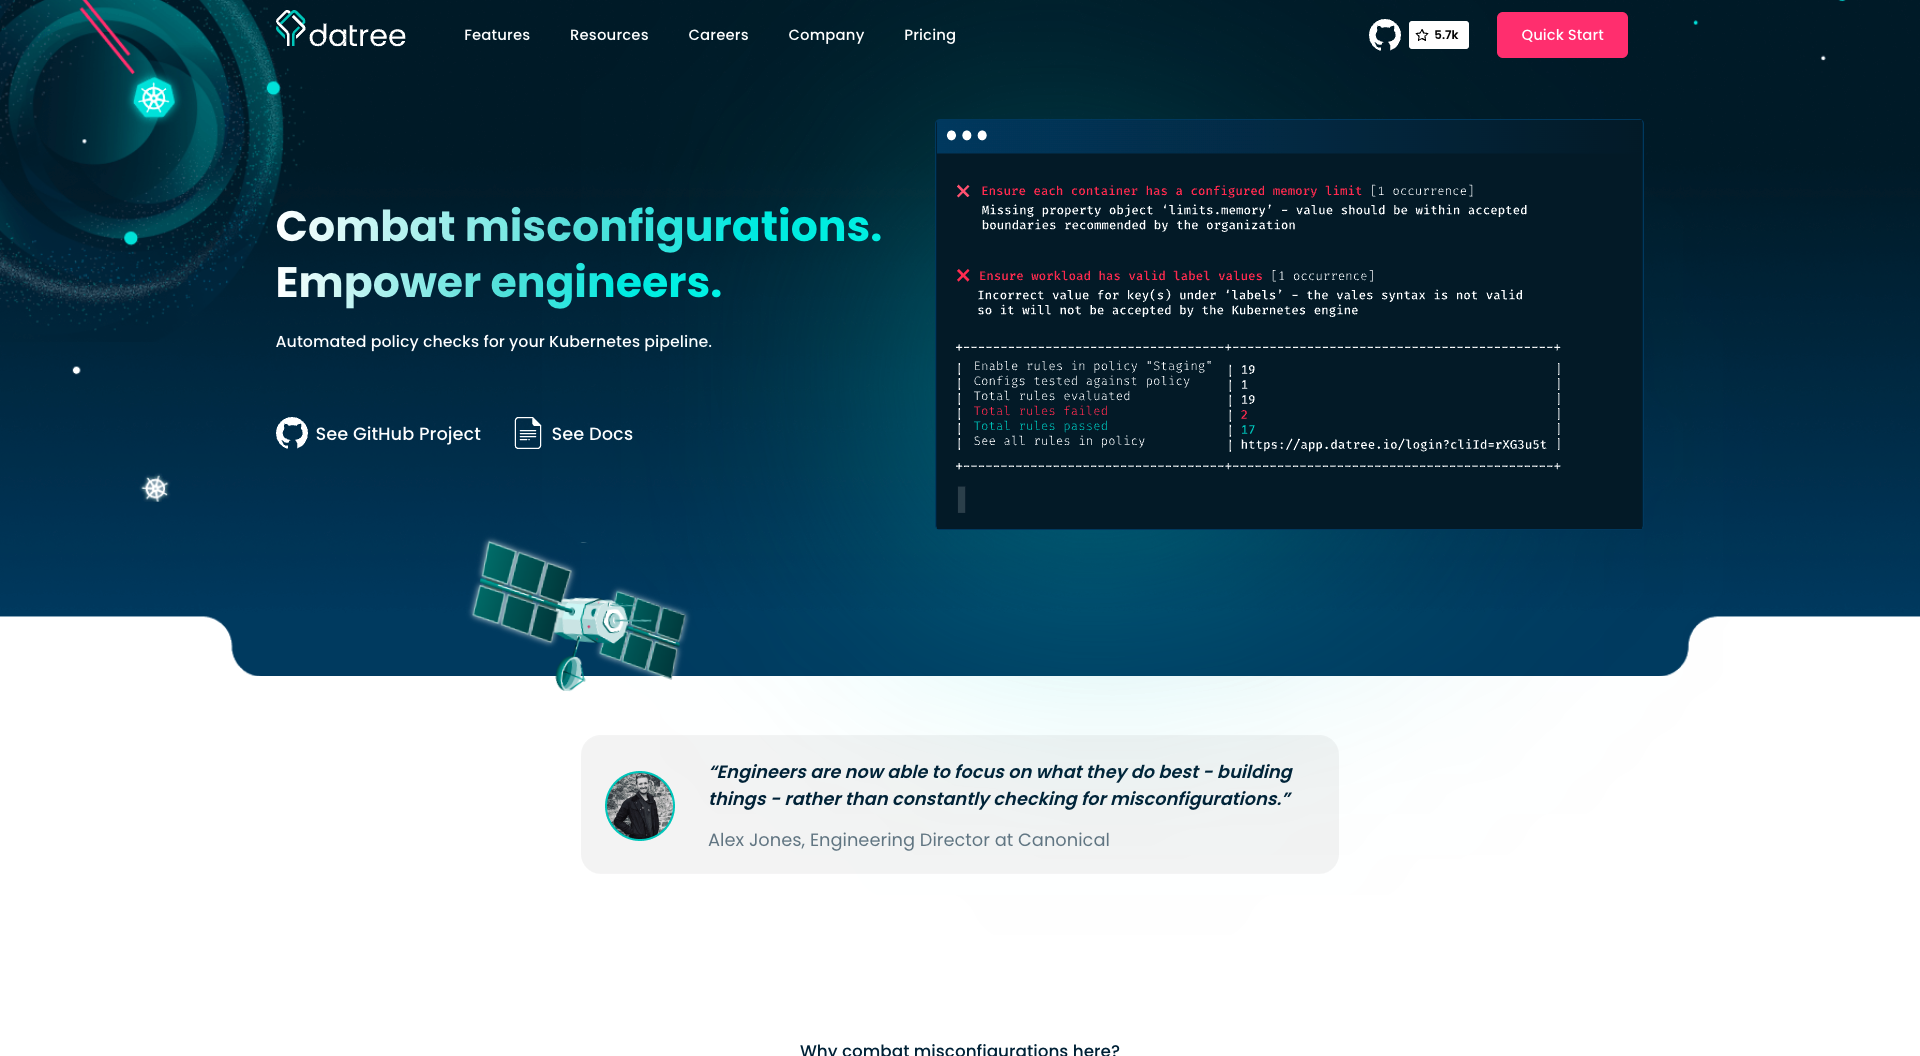 datree
Features
Resources
Careers
Company
Pricing
5.7k
Quick Start
Combat misconfigurations.
Empower engineers.
Automated policy checks for your Kubernetes pipeline.
See GitHub Project
See Docs
Ensure each container has a configured memory limit [1 occurrence]
Missing property object ‘limits.memory’ - value should be within accepted
boundaries recommended by the organization
Ensure workload has valid label values [1 occurrence]
Incorrect value for key(s) under ‘labels’ - the vales syntax is not valid
so it will not be accepted by the Kubernetes engine
Enable rules in policy "Staging" | 19
Configs tested against policy | 1
Total rules evaluated | 19
Total rules failed | 2
Total rules passed | 17
See all rules in policy | https://app.datree.io/login?cliId=rXG3u5t
“Engineers are now able to focus on what they do best - building
things - rather than constantly checking for misconfigurations.”
Alex Jones, Engineering Director at Canonical
Why combat misconfigurations here?